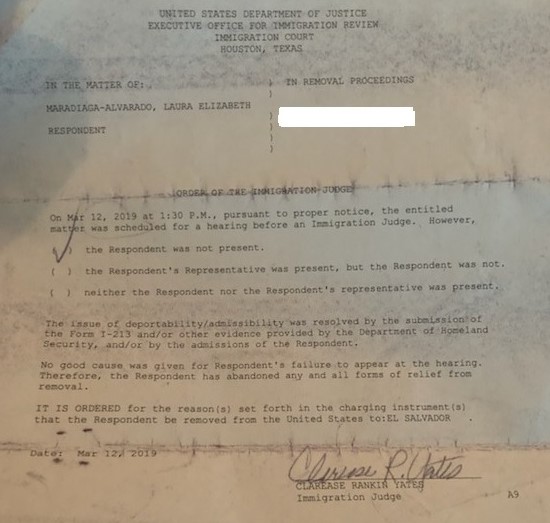 UNITED STATES DEPARTMENT OF JUSTICE
EXECUTIVE OFFICE FOR IMMIGRATION REVIEW
IMMIGRATION COURT
HOUSTON, TEXAS
IN THE MATTER OF: ) IN REMOVAL PROCEEDINGS
)
MARADIAGA-ALVARADO, LAURA ELIZABETH )
)
RESPONDENT )
)
ORDER OF THE IMMIGRATION JUDGE
On Mar 12, 2019 at 1:30 P.M., pursuant to proper notice, the entitled
matter was scheduled for a hearing before an Immigration Judge. However,
(✓) the Respondent was not present.
( ) the Respondent's Representative was present, but the Respondent was not.
( ) neither the Respondent nor the Respondent's representative was present.
The issue of deportability/admissibility was resolved by the submission of
the Form I-213 and/or other evidence provided by the Department of Homeland
Security, and/or by the admissions of the Respondent.
No good cause was given for Respondent's failure to appear at the hearing.
Therefore, the Respondent has abandoned any and all forms of relief from
removal.
IT IS ORDERED for the reason(s) set forth in the charging instrument(s)
that the Respondent be removed from the United States to:EL SALVADOR .
Date: Mar 12, 2019
Clarease R. Yates
CLAREASE RANKIN YATES
Immigration Judge A9